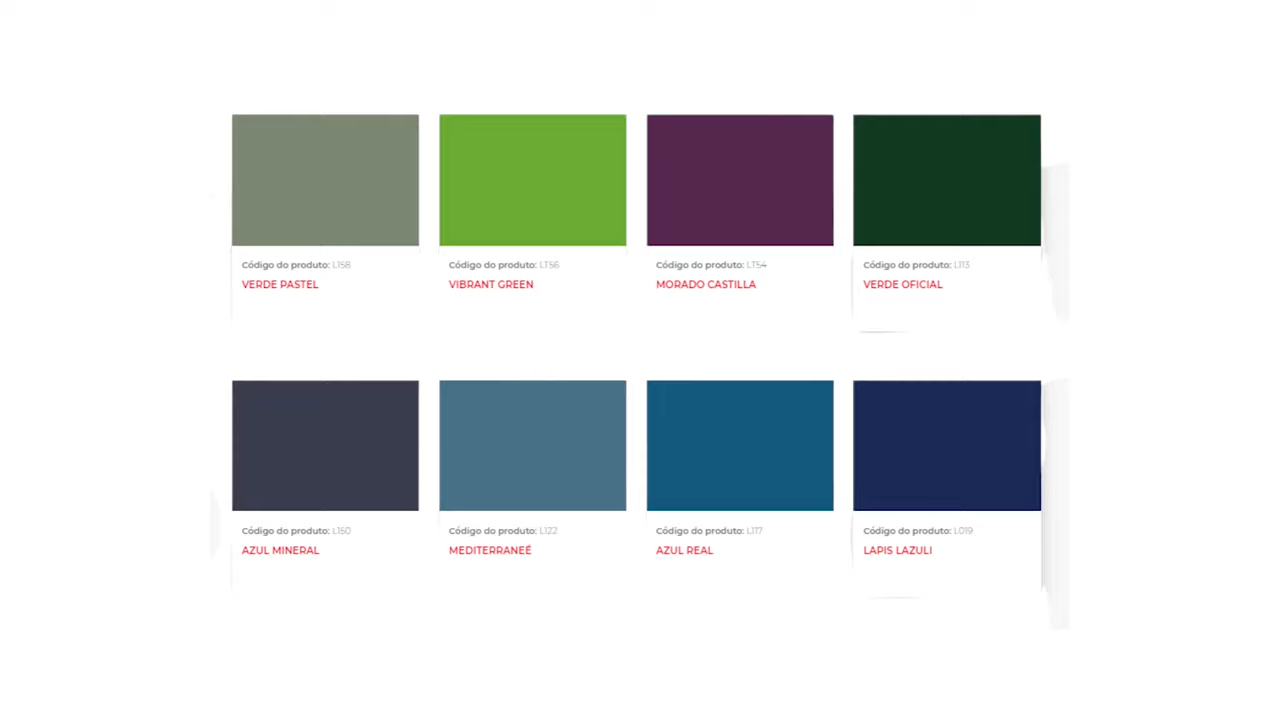 Código do produto: L158
VERDE PASTEL
Código do produto: LT56
VIBRANT GREEN
Código do produto: LT54
MORADO CASTILLA
Código do produto: L113
VERDE OFICIAL
Código do produto: L150
AZUL MINERAL
Código do produto: L122
MEDITERRANEÉ
Código do produto: L117
AZUL REAL
Código do produto: L019
LAPIS LAZULI